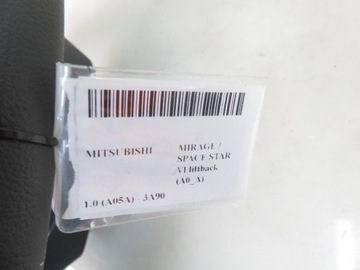 MITSUBISHI
MIRAGE /
SPACE STAR
VI liftback
(A0_A)
1.0 (A05A) - 3A90